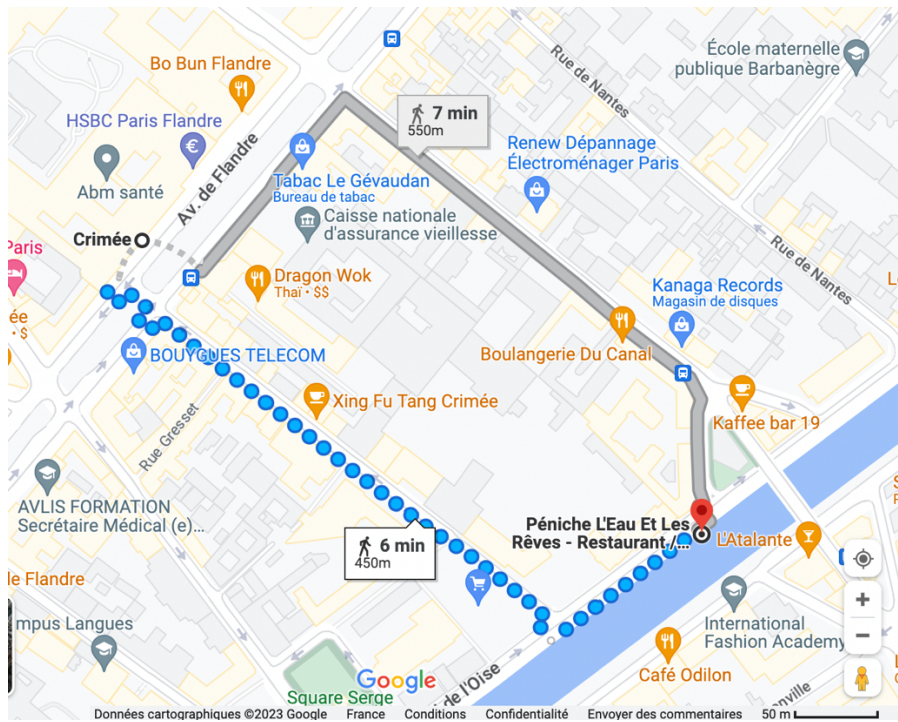 École maternelle
publique Barbanègre
Bo Bun Flandre
Rue de Nantes
HSBC Paris Flandre
€
7 min
550m
Av. de Flandre
Renew Dépannage
Électroménager Paris
Abm santé
Tabac Le Gévaudan
Bureau de tabac
Caisse nationale
d'assurance vieillesse
Crimée
Paris
Rue de Nantes
Dragon Wok
Thaï • $$
Kanaga Records
Magasin de disques
ée
• $
BOUYGUES TELECOM
Boulangerie Du Canal
Xing Fu Tang Crimée
Kaffee bar 19
Rue Gresset
AVLIS FORMATION
Secrétaire Médical (e)...
Péniche L'Eau Et Les
Rêves - Restaurant /...
L'Atalante
6 min
450m
de Flandre
mpus Langues
International
Fashion Academy
Café Odilon
Google
Square Serge
de l'Oise
Données cartographiques ©2023 Google France Conditions Confidentialité Envoyer des commentaires 50 m